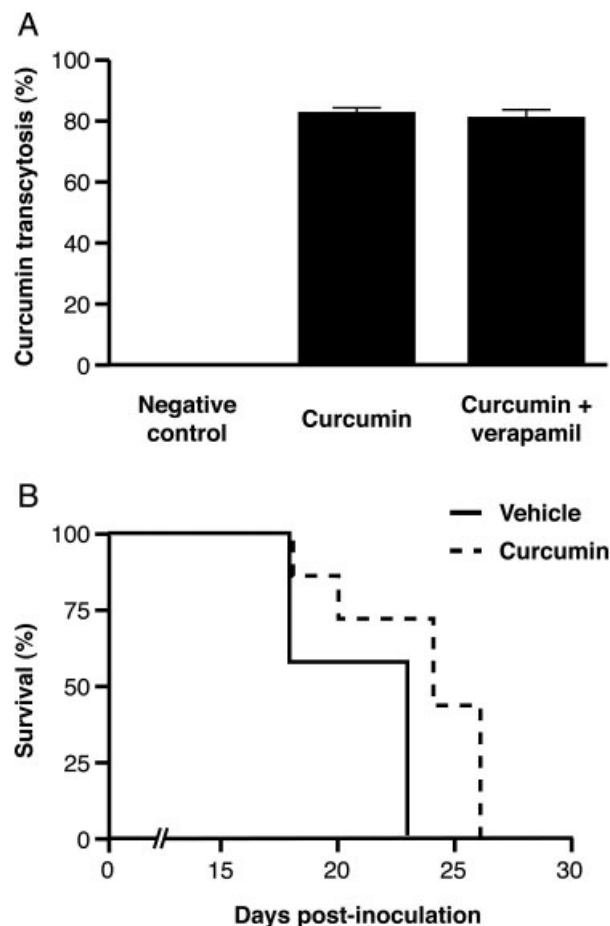 A
Curcumin transcytosis (%)
100
80
60
40
20
0
Negative
control
Curcumin
Curcumin +
verapamil
B
Vehicle
Curcumin
Survival (%)
100
75
50
25
0
0
15
20
25
30
Days post-inoculation